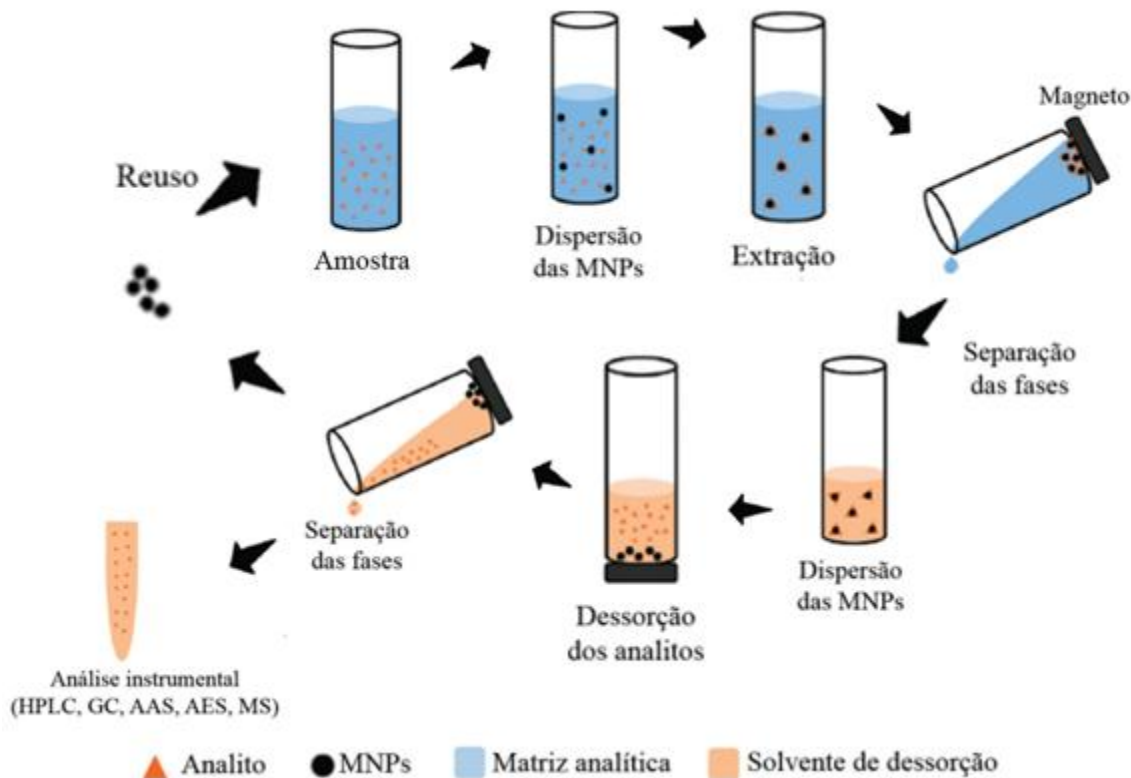 Magneto
Reuso
Amostra
Dispersão
das MNPs
Extração
Separação
das fases
Dispersão
das MNPs
Dessorção
dos analitos
Separação
das fases
Análise instrumental
(HPLC, GC, AAS, AES, MS)
Analito
MNPs
Matriz analítica
Solvente de dessorção